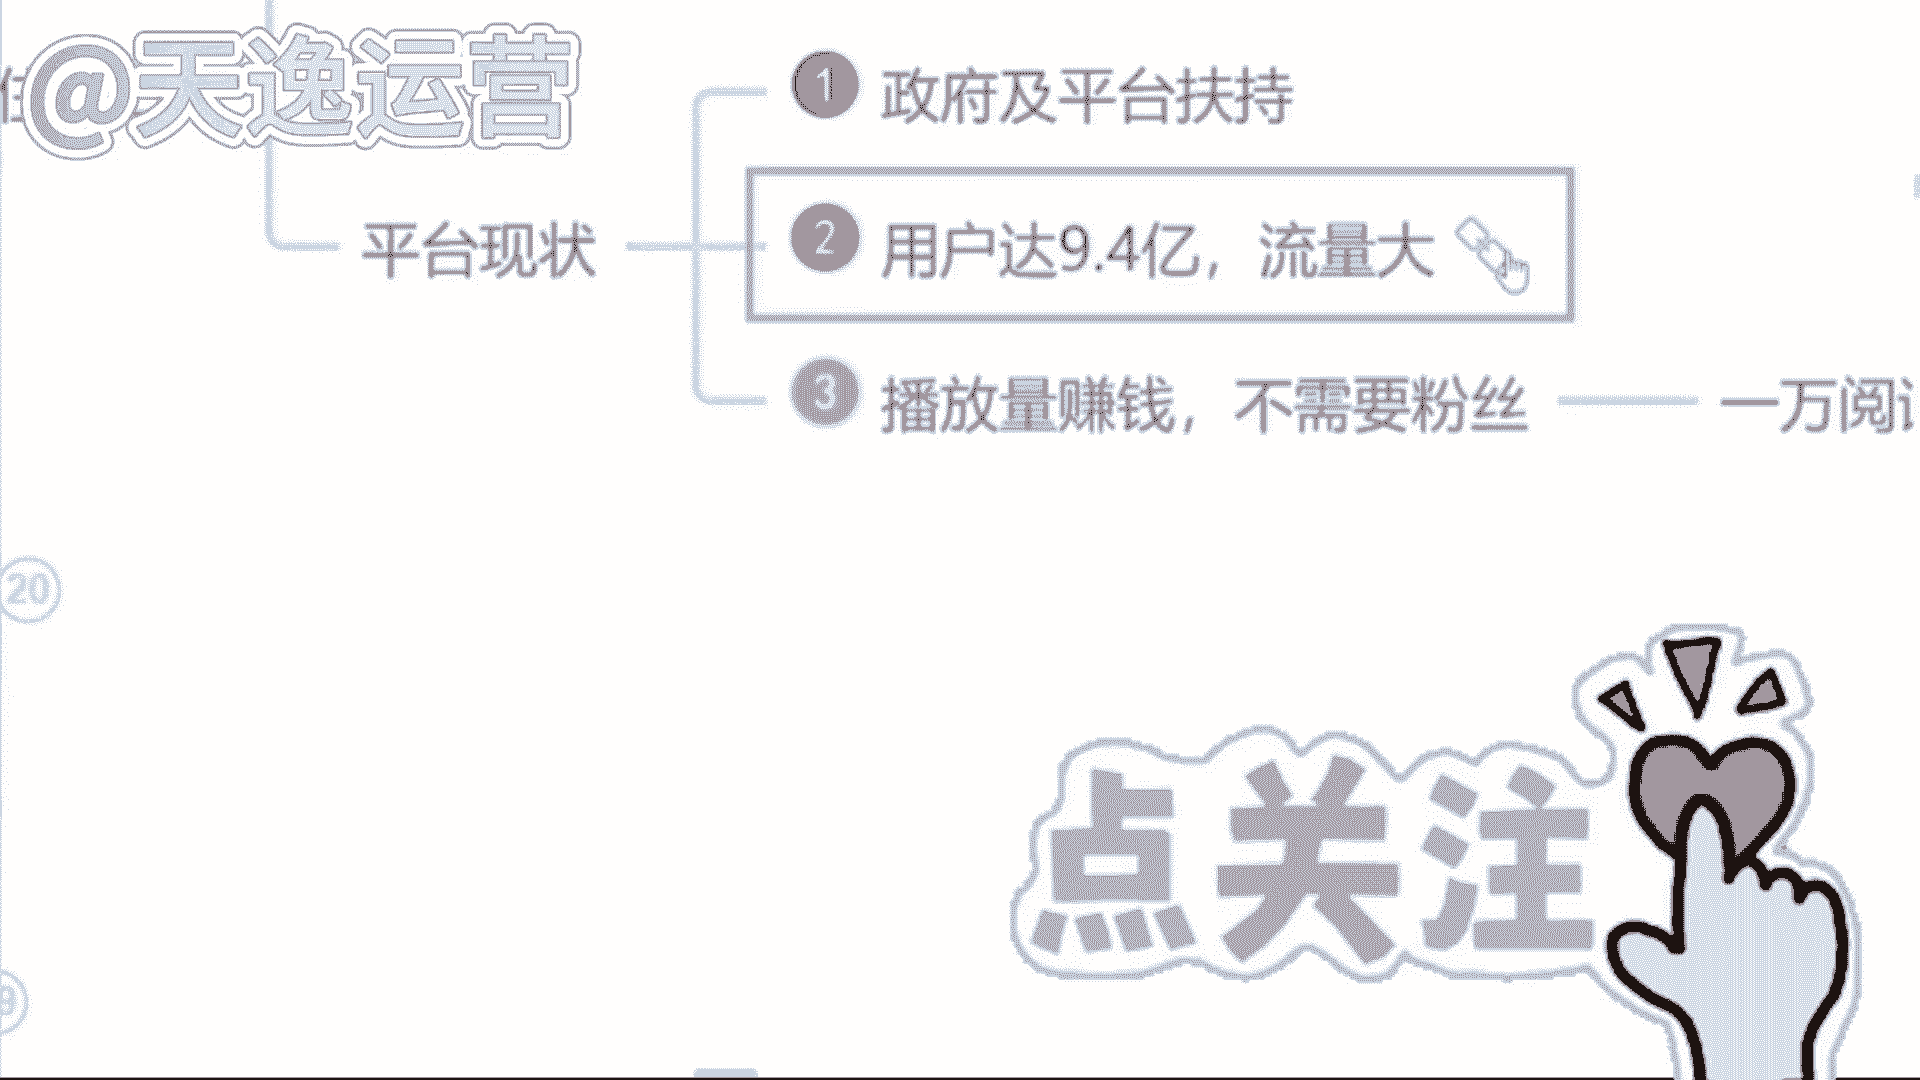 @天逸运营
1 政府及平台扶持
平台现状
2 用户达9.4亿，流量大
3 播放量赚钱，不需要粉丝
一万阅
20
点关注